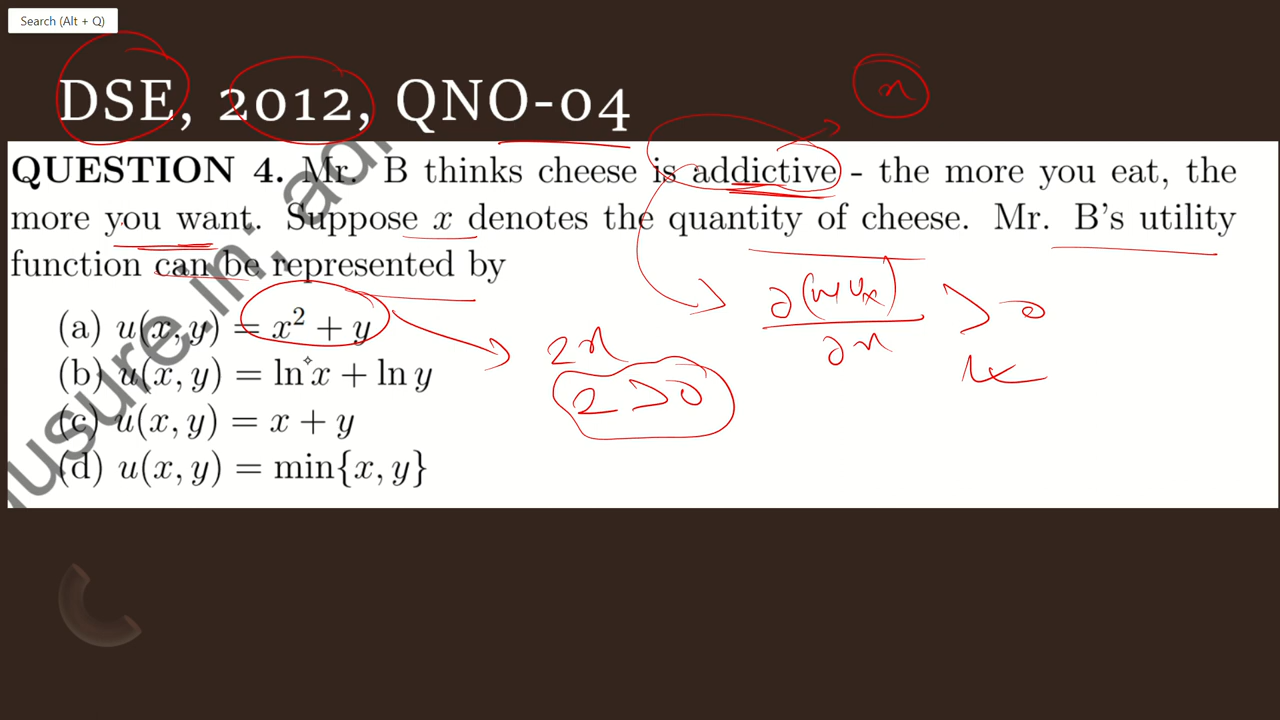 Search (Alt + Q)
DSE, 2012, QNO-04
x
QUESTION 4. Mr. B thinks cheese is addictive - the more you eat, the
more you want. Suppose x denotes the quantity of cheese. Mr. B's utility
function can be represented by
∂(MUx)/∂x > 0
(a) u(x, y) = x² + y
2x
(b) u(x, y) = ln x + ln y
2 > 0
(c) u(x, y) = x + y
(d) u(x, y) = min{x, y}